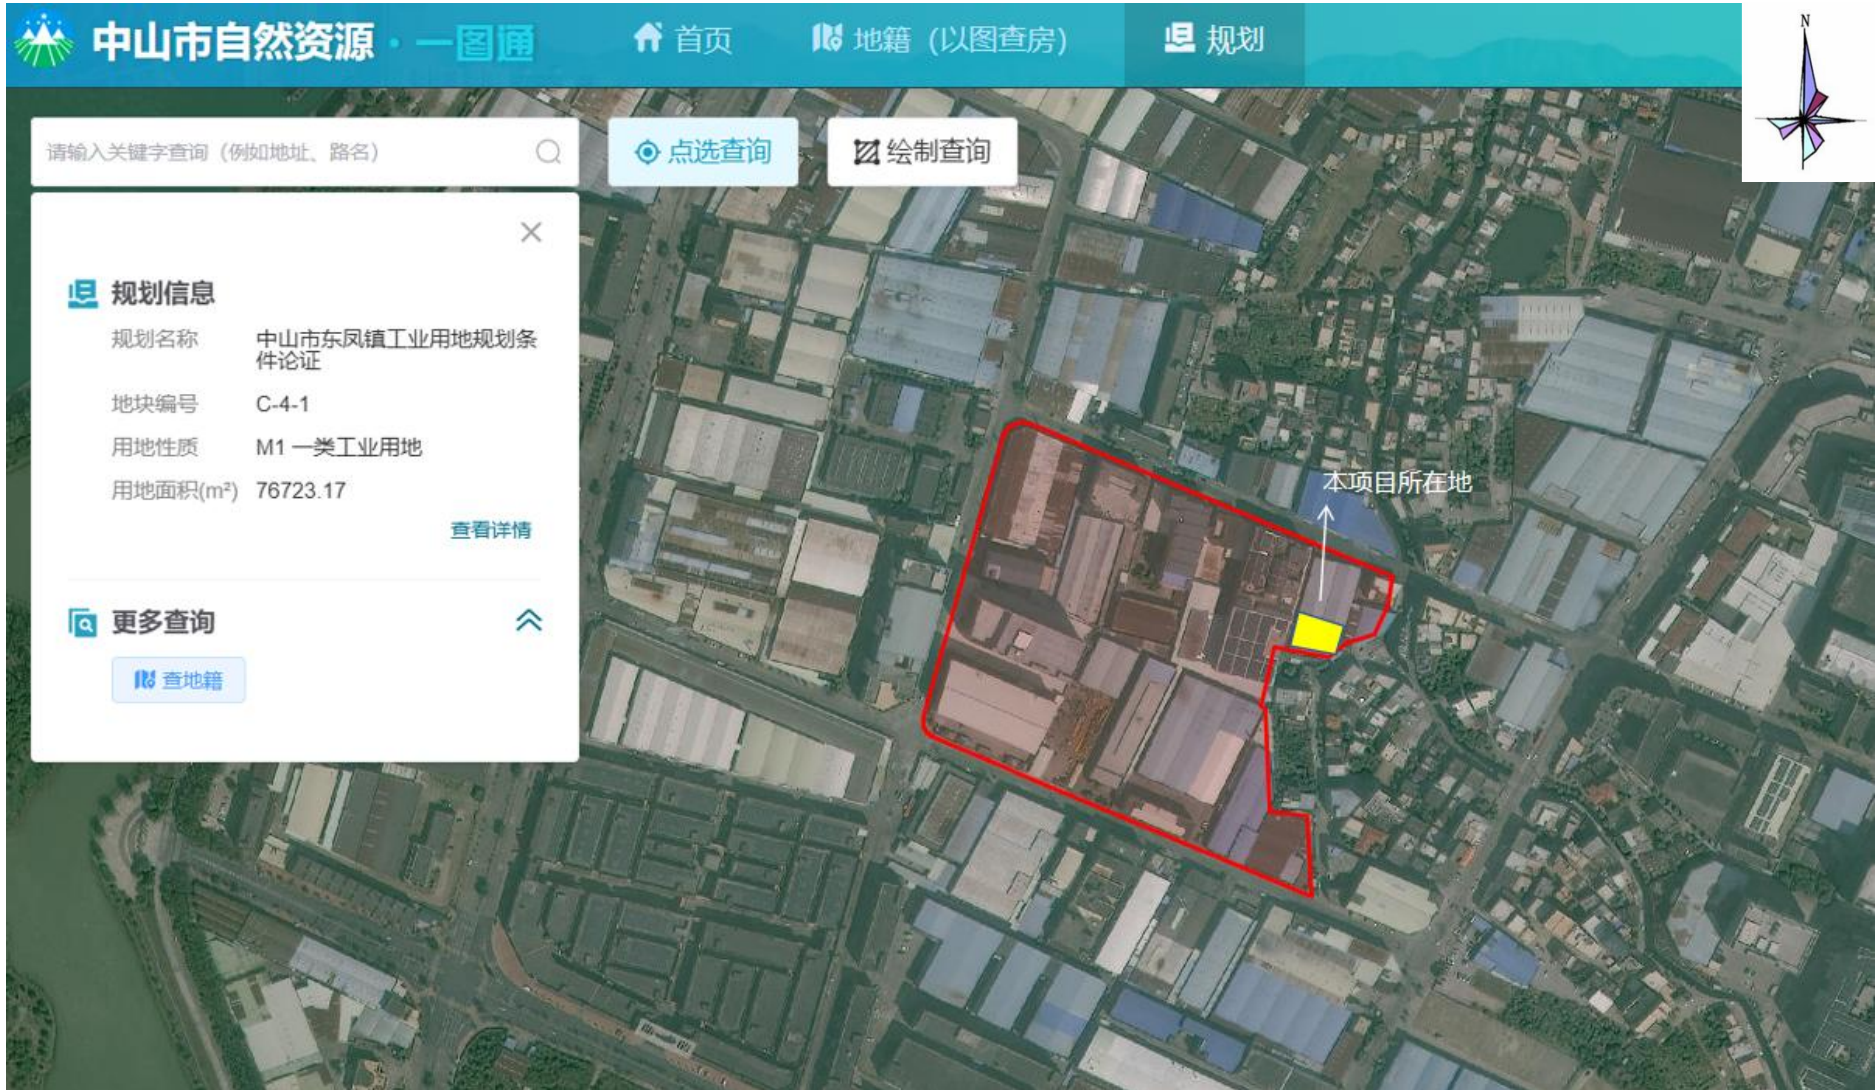 中山市自然资源·一图通
首页
地籍（以图查房）
规划
N
请输入关键字查询（例如地址、路名）
点选查询
绘制查询
规划信息
规划名称
中山市东凤镇工业用地规划条
件论证
地块编号
C-4-1
用地性质
M1 一类工业用地
用地面积(m²)
76723.17
查看详情
更多查询
查地籍
本项目所在地